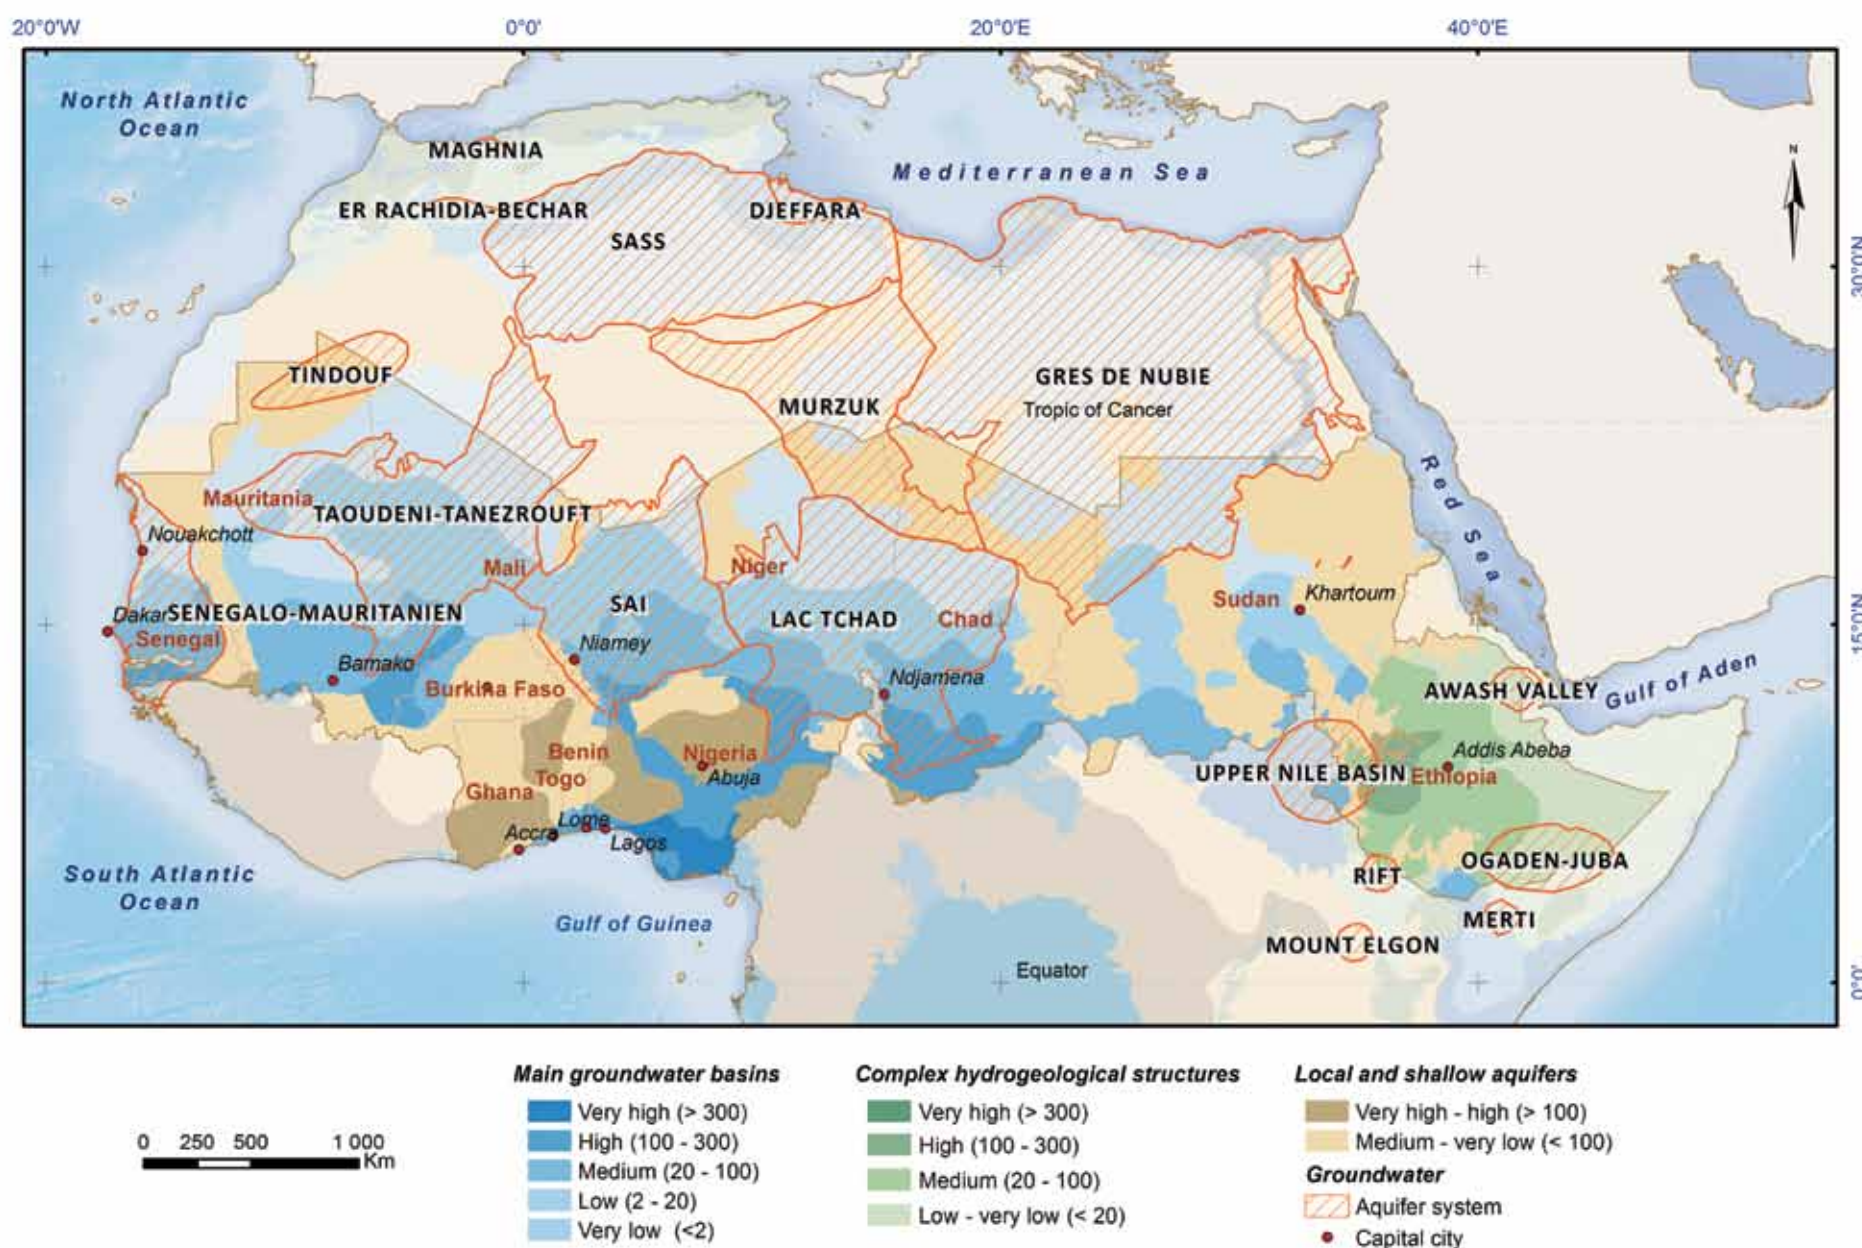 20°0'W
0°0'
20°0'E
40°0'E
North Atlantic
Ocean
MAGHNIA
Mediterranean Sea
N
ER RACHIDIA-BECHAR
DJEFFARA
SASS
30°0'N
TINDOUF
MURZUK
GRES DE NUBIE
Tropic of Cancer
Red Sea
Mauritania
TAOUDENI-TANEZROUFT
Nouakchott
Mali
Niger
SAI
Sudan
Khartoum
Dakar
SENEGALO-MAURITANIEN
LAC TCHAD
Chad
15°0'N
Senegal
Niamey
Bamako
Ndjamena
Burkina Faso
AWASH VALLEY
Gulf of Aden
Benin
Nigeria
Addis Abeba
Togo
Abuja
UPPER NILE BASIN
Ethiopia
Ghana
Lome
Accra
Lagos
OGADEN-JUBA
South Atlantic
Ocean
RIFT
Gulf of Guinea
MERTI
MOUNT ELGON
Equator
0°0'
Main groundwater basins
Very high (> 300)
High (100 - 300)
Medium (20 - 100)
Low (2 - 20)
Very low (<2)
Complex hydrogeological structures
Very high (> 300)
High (100 - 300)
Medium (20 - 100)
Low - very low (< 20)
Local and shallow aquifers
Very high - high (> 100)
Medium - very low (< 100)
Groundwater
Aquifer system
Capital city
0 250 500 1 000
Km